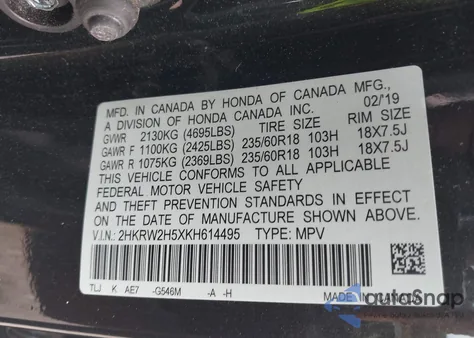 MFD. IN CANADA BY HONDA OF CANADA MFG.,
A DIVISION OF HONDA CANADA INC. 02/'19
GVWR 2130KG (4695LBS) TIRE SIZE RIM SIZE
GAWR F 1100KG (2425LBS) 235/60R18 103H 18X7.5J
GAWR R 1075KG (2369LBS) 235/60R18 103H 18X7.5J
THIS VEHICLE CONFORMS TO ALL APPLICABLE
FEDERAL MOTOR VEHICLE SAFETY
AND THEFT PREVENTION STANDARDS IN EFFECT
ON THE DATE OF MANUFACTURE SHOWN ABOVE.
V.I.N.: 2HKRW2H5XKH614495 TYPE: MPV
TLJ K AE7 -G546M -A -H MADE IN CANADA
autoSnap